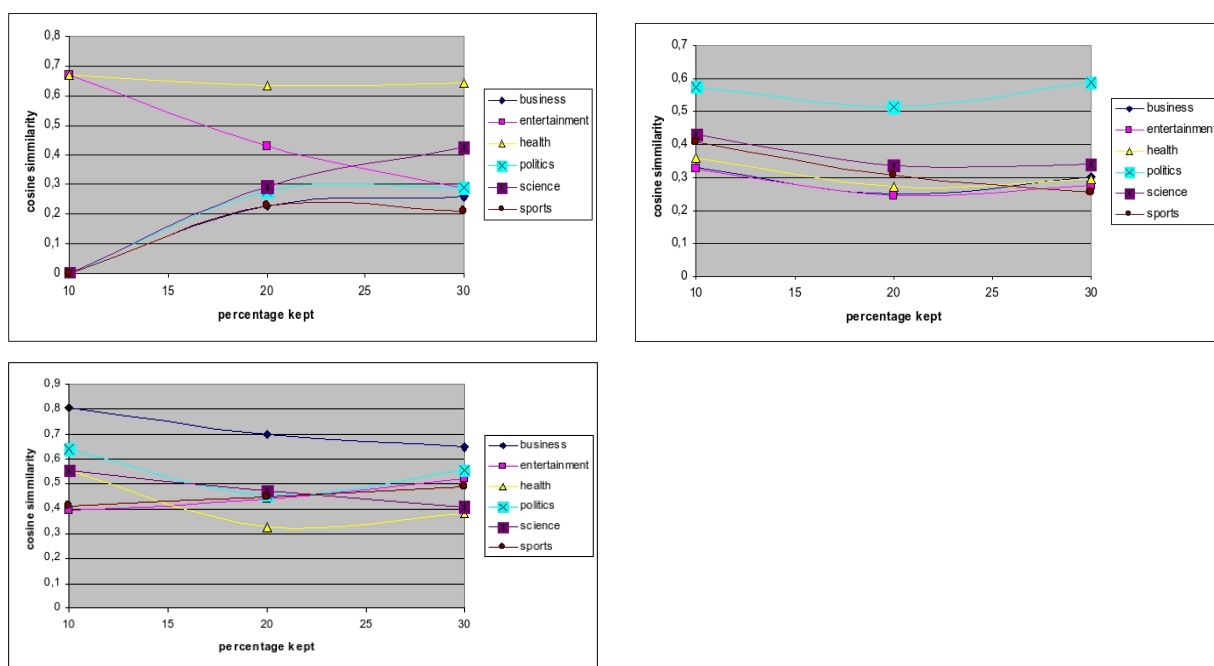 0,8
0,7
0,6
0,5
0,4
0,3
0,2
0,1
0
10 15 20 25 30
cosine simmilarity
percentage kept
business
entertainment
health
politics
science
sports
0,7
0,6
0,5
0,4
0,3
0,2
0,1
0
10 15 20 25 30
cosine simmilarity
percentage kept
business
entertainment
health
politics
science
sports
0,9
0,8
0,7
0,6
0,5
0,4
0,3
0,2
0,1
0
10 15 20 25 30
cosine simmilarity
percentage kept
business
entertainment
health
politics
science
sports